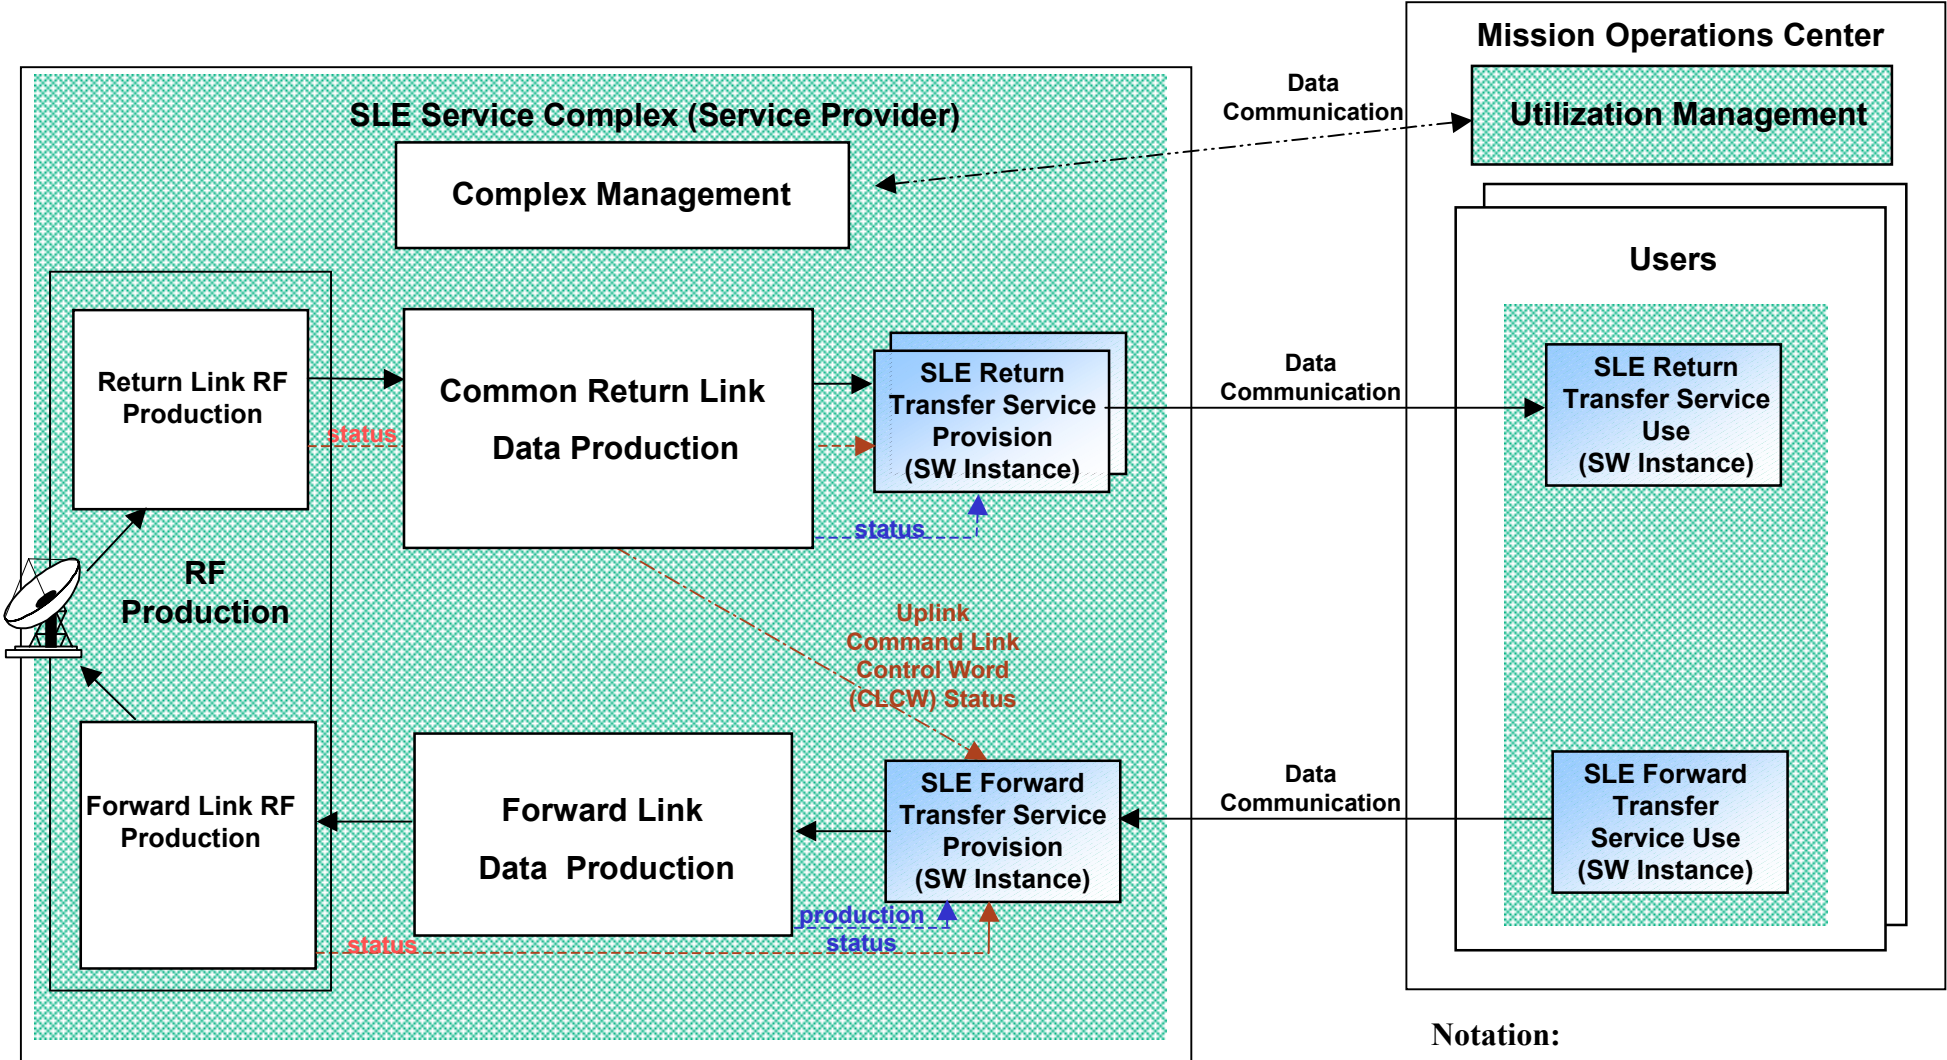 Mission Operations Center
Utilization Management
Data
Communication
SLE Service Complex (Service Provider)
Complex Management
Users
Return Link RF
Production
status
Common Return Link
Data Production
SLE Return
Transfer Service
Provision
(SW Instance)
status
Data
Communication
SLE Return
Transfer Service
Use
(SW Instance)
RF
Production
Uplink
Command Link
Control Word
(CLCW) Status
Forward Link RF
Production
status
Forward Link
Data Production
production
status
SLE Forward
Transfer Service
Provision
(SW Instance)
Data
Communication
SLE Forward
Transfer
Service Use
(SW Instance)
Notation: